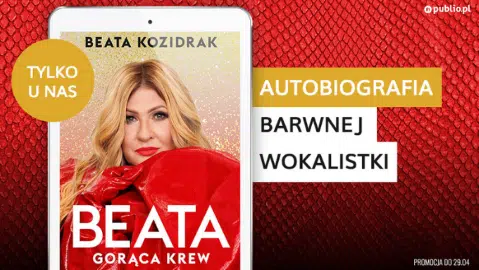 publio.pl
TYLKO
U NAS
BEATA KOZIDRAK
BEATA
GORĄCA KREW
AUTOBIOGRAFIA
BARWNEJ
WOKALISTKI
PROMOCJA DO 29.04